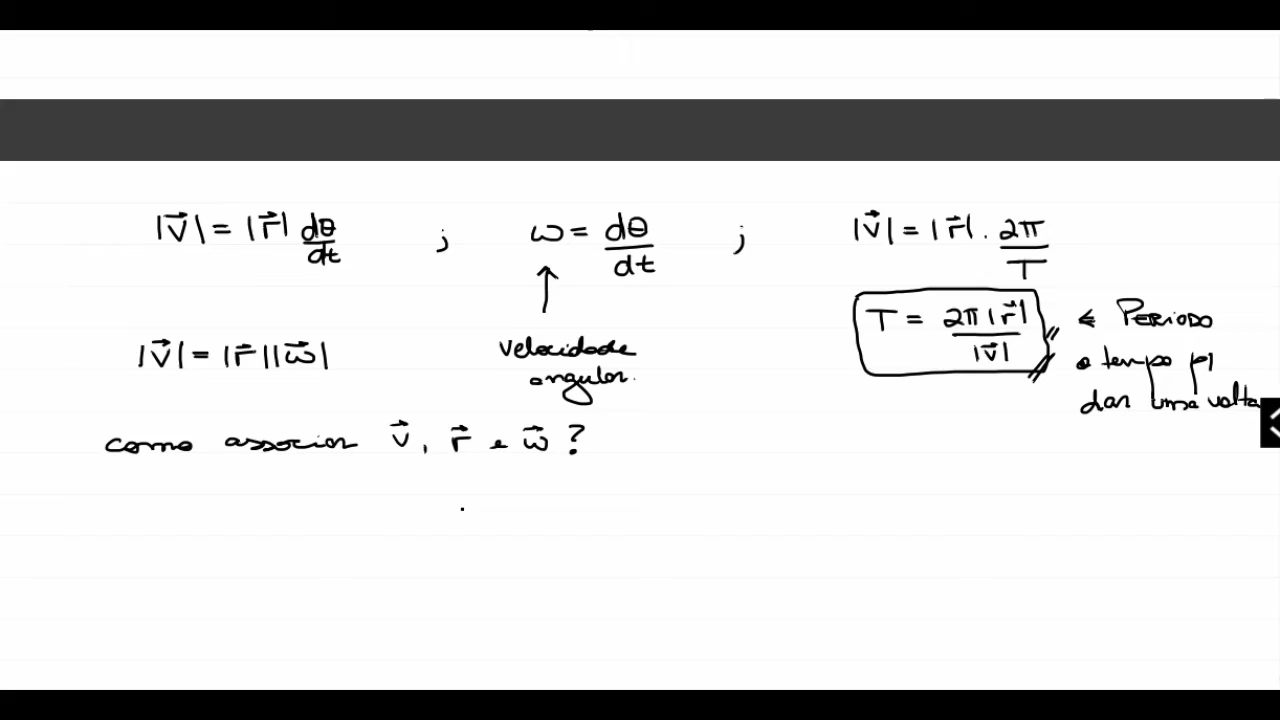 |v⃗| = |r⃗| dθ/dt ; ω = dθ/dt ; |v⃗| = |r⃗| . 2π/T
↑
velocidade
angular.
T = 2π|r⃗|/|v⃗| ← PERIODO
o tempo p/
dar uma volta
|v⃗| = |r⃗||ω⃗|
como associar v⃗, r⃗ e ω⃗ ?